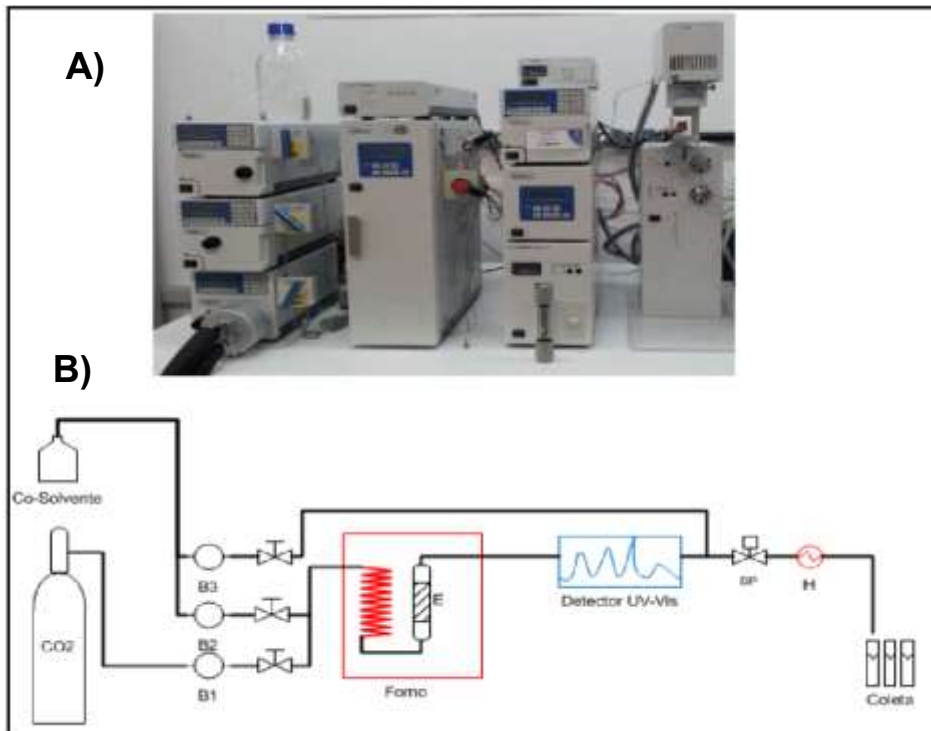 A)
B)
Co-Solvente
CO2
B3
B2
B1
E
Forno
Detector UV-Vis
BP
H
Coleta